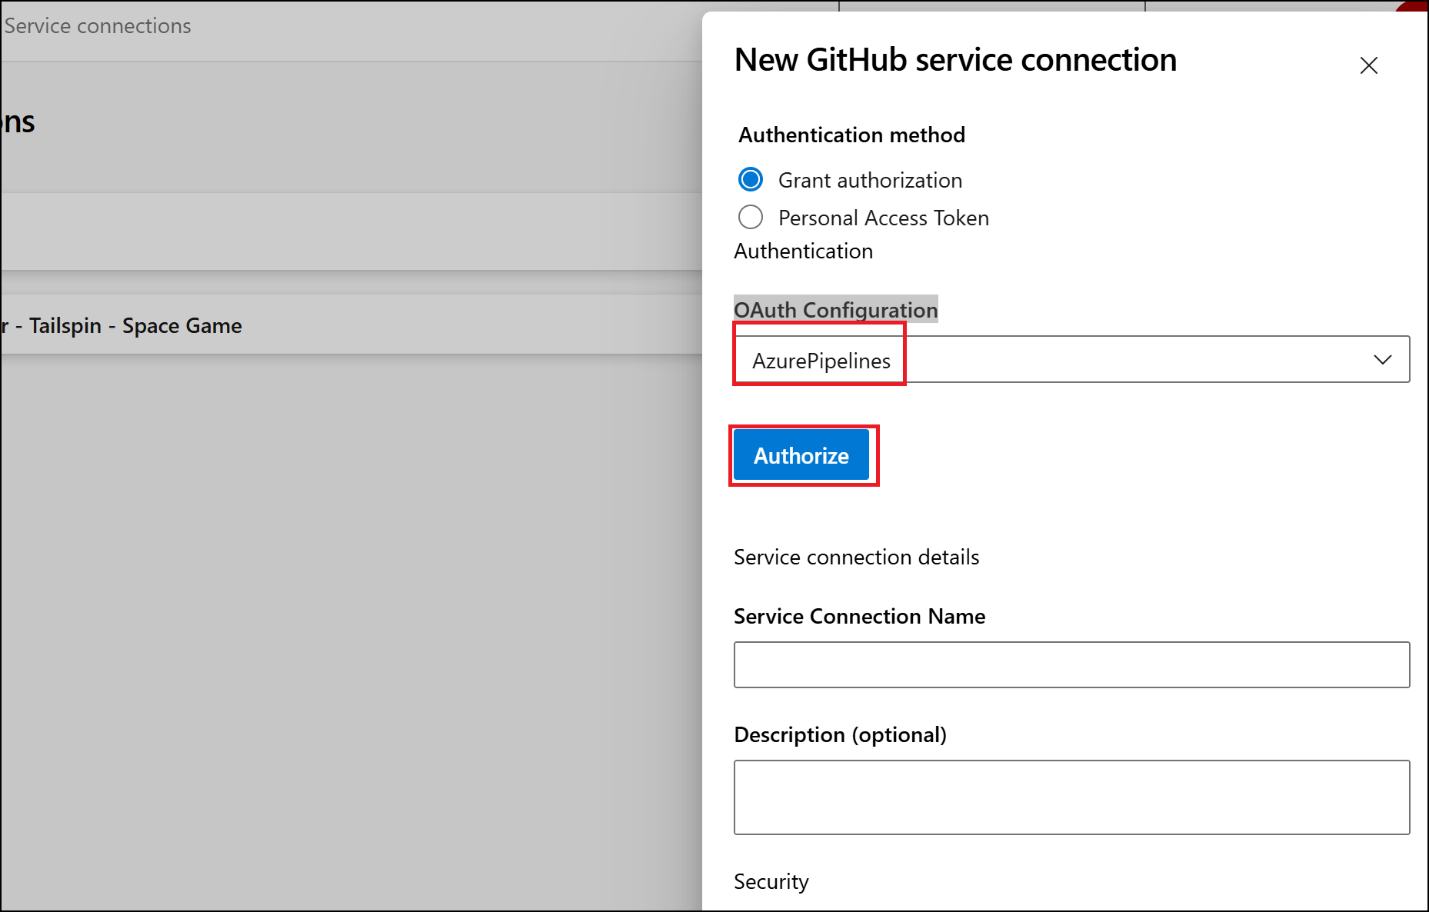 Service connections
ons
r - Tailspin - Space Game
New GitHub service connection
Authentication method
Grant authorization
Personal Access Token
Authentication
OAuth Configuration
AzurePipelines
Authorize
Service connection details
Service Connection Name
Description (optional)
Security